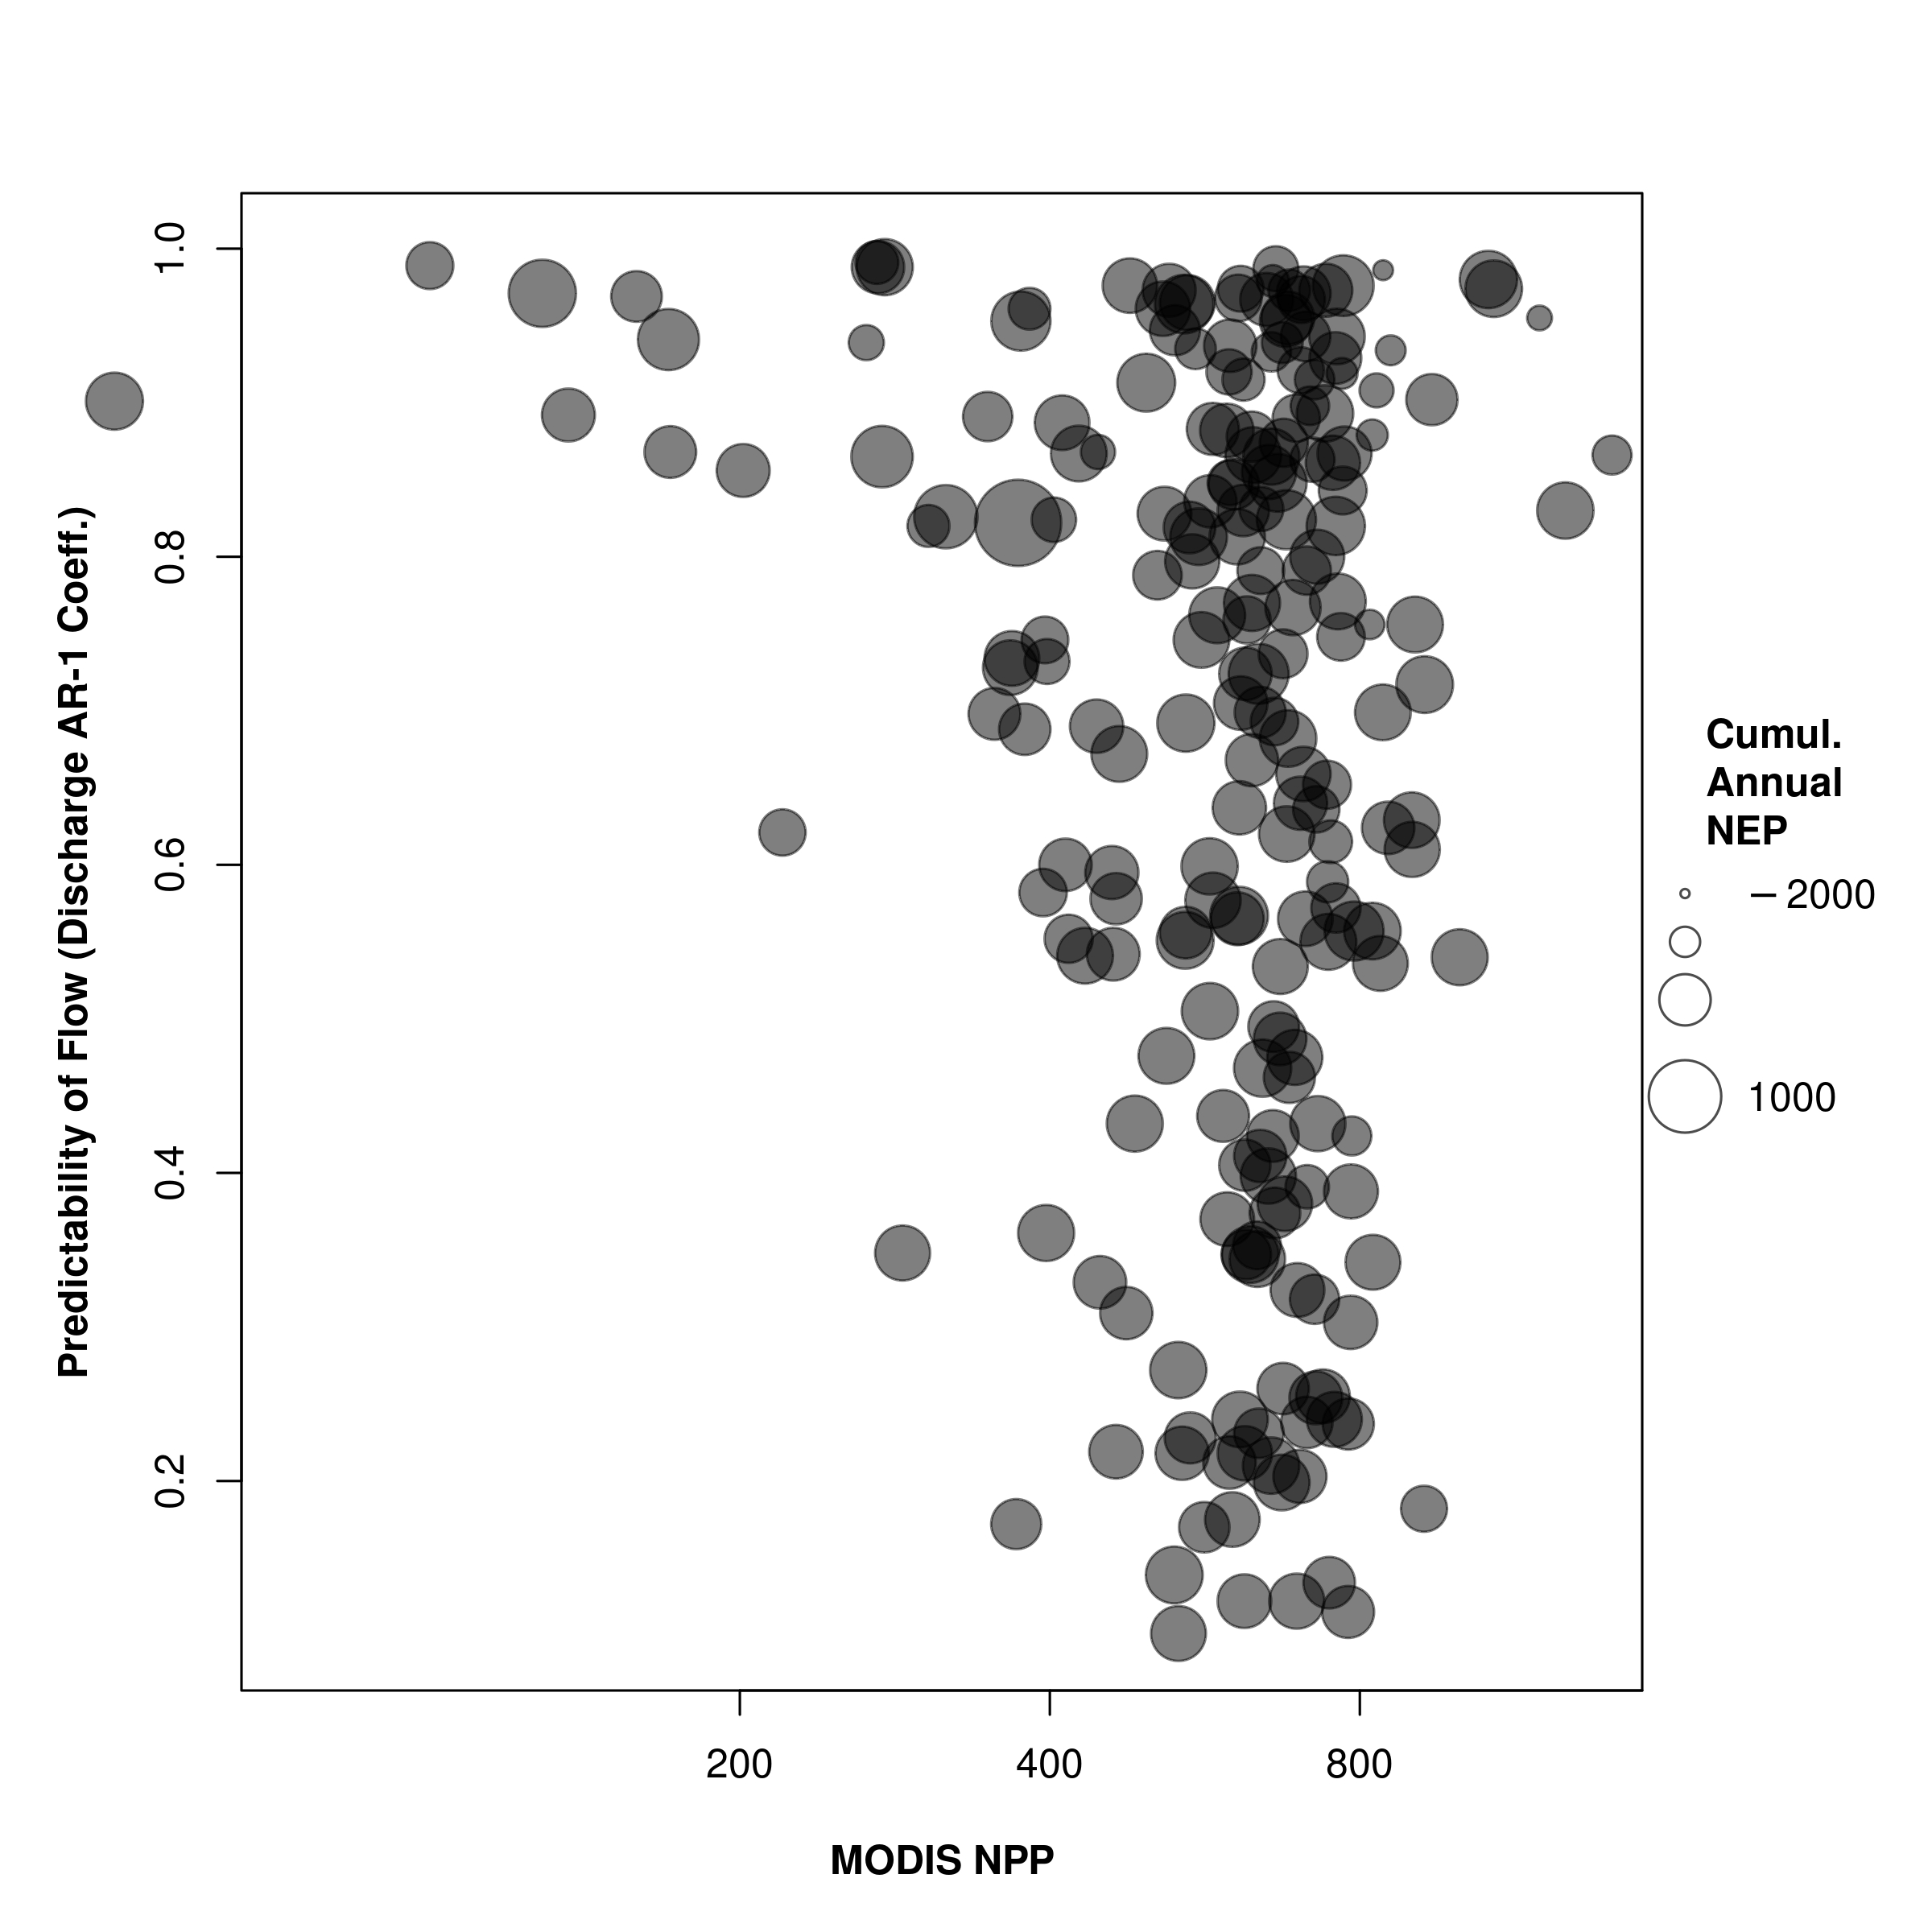 1.0
0.8
0.6
0.4
0.2
Predictability of Flow (Discharge AR-1 Coeff.)
200 400 800
MODIS NPP
Cumul.
Annual
NEP
−2000
1000